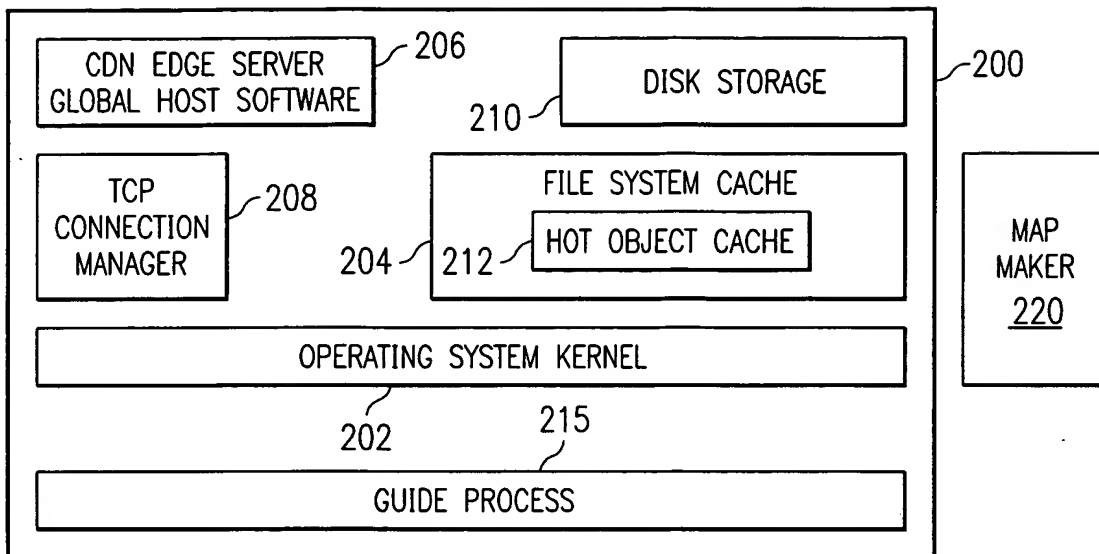 CDN EDGE SERVER
GLOBAL HOST SOFTWARE
206
DISK STORAGE
210
200
TCP
CONNECTION
MANAGER
208
FILE SYSTEM CACHE
204
212
HOT OBJECT CACHE
MAP
MAKER
220
OPERATING SYSTEM KERNEL
202
215
GUIDE PROCESS